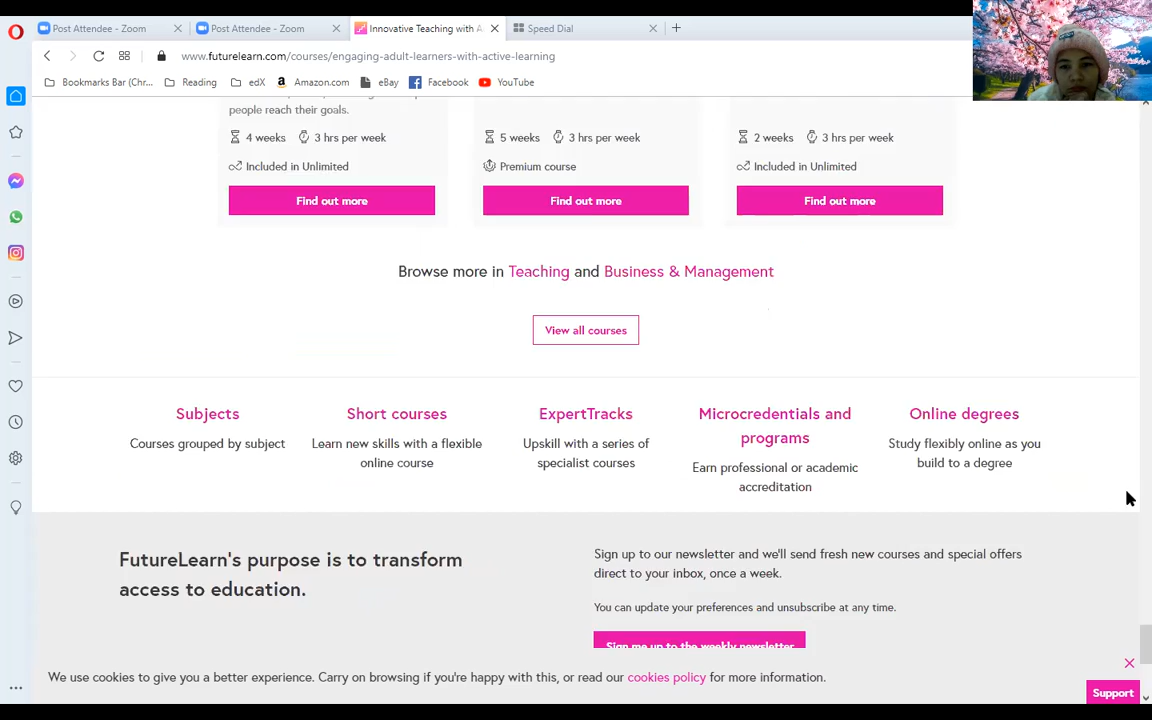 Post Attendee - Zoom
Post Attendee - Zoom
Innovative Teaching with A
Speed Dial
www.futurelearn.com/courses/engaging-adult-learners-with-active-learning
Bookmarks Bar (Chr...
Reading
edX
Amazon.com
eBay
Facebook
YouTube
people reach their goals.
4 weeks
3 hrs per week
5 weeks
3 hrs per week
2 weeks
3 hrs per week
Included in Unlimited
Premium course
Included in Unlimited
Find out more
Find out more
Find out more
Browse more in Teaching and Business & Management
View all courses
Subjects
Courses grouped by subject
Short courses
Learn new skills with a flexible
online course
ExpertTracks
Upskill with a series of
specialist courses
Microcredentials and
programs
Earn professional or academic
accreditation
Online degrees
Study flexibly online as you
build to a degree
FutureLearn's purpose is to transform
access to education.
Sign up to our newsletter and we'll send fresh new courses and special offers
direct to your inbox, once a week.
You can update your preferences and unsubscribe at any time.
Sign me up to the weekly newsletter
We use cookies to give you a better experience. Carry on browsing if you're happy with this, or read our cookies policy for more information.
Support